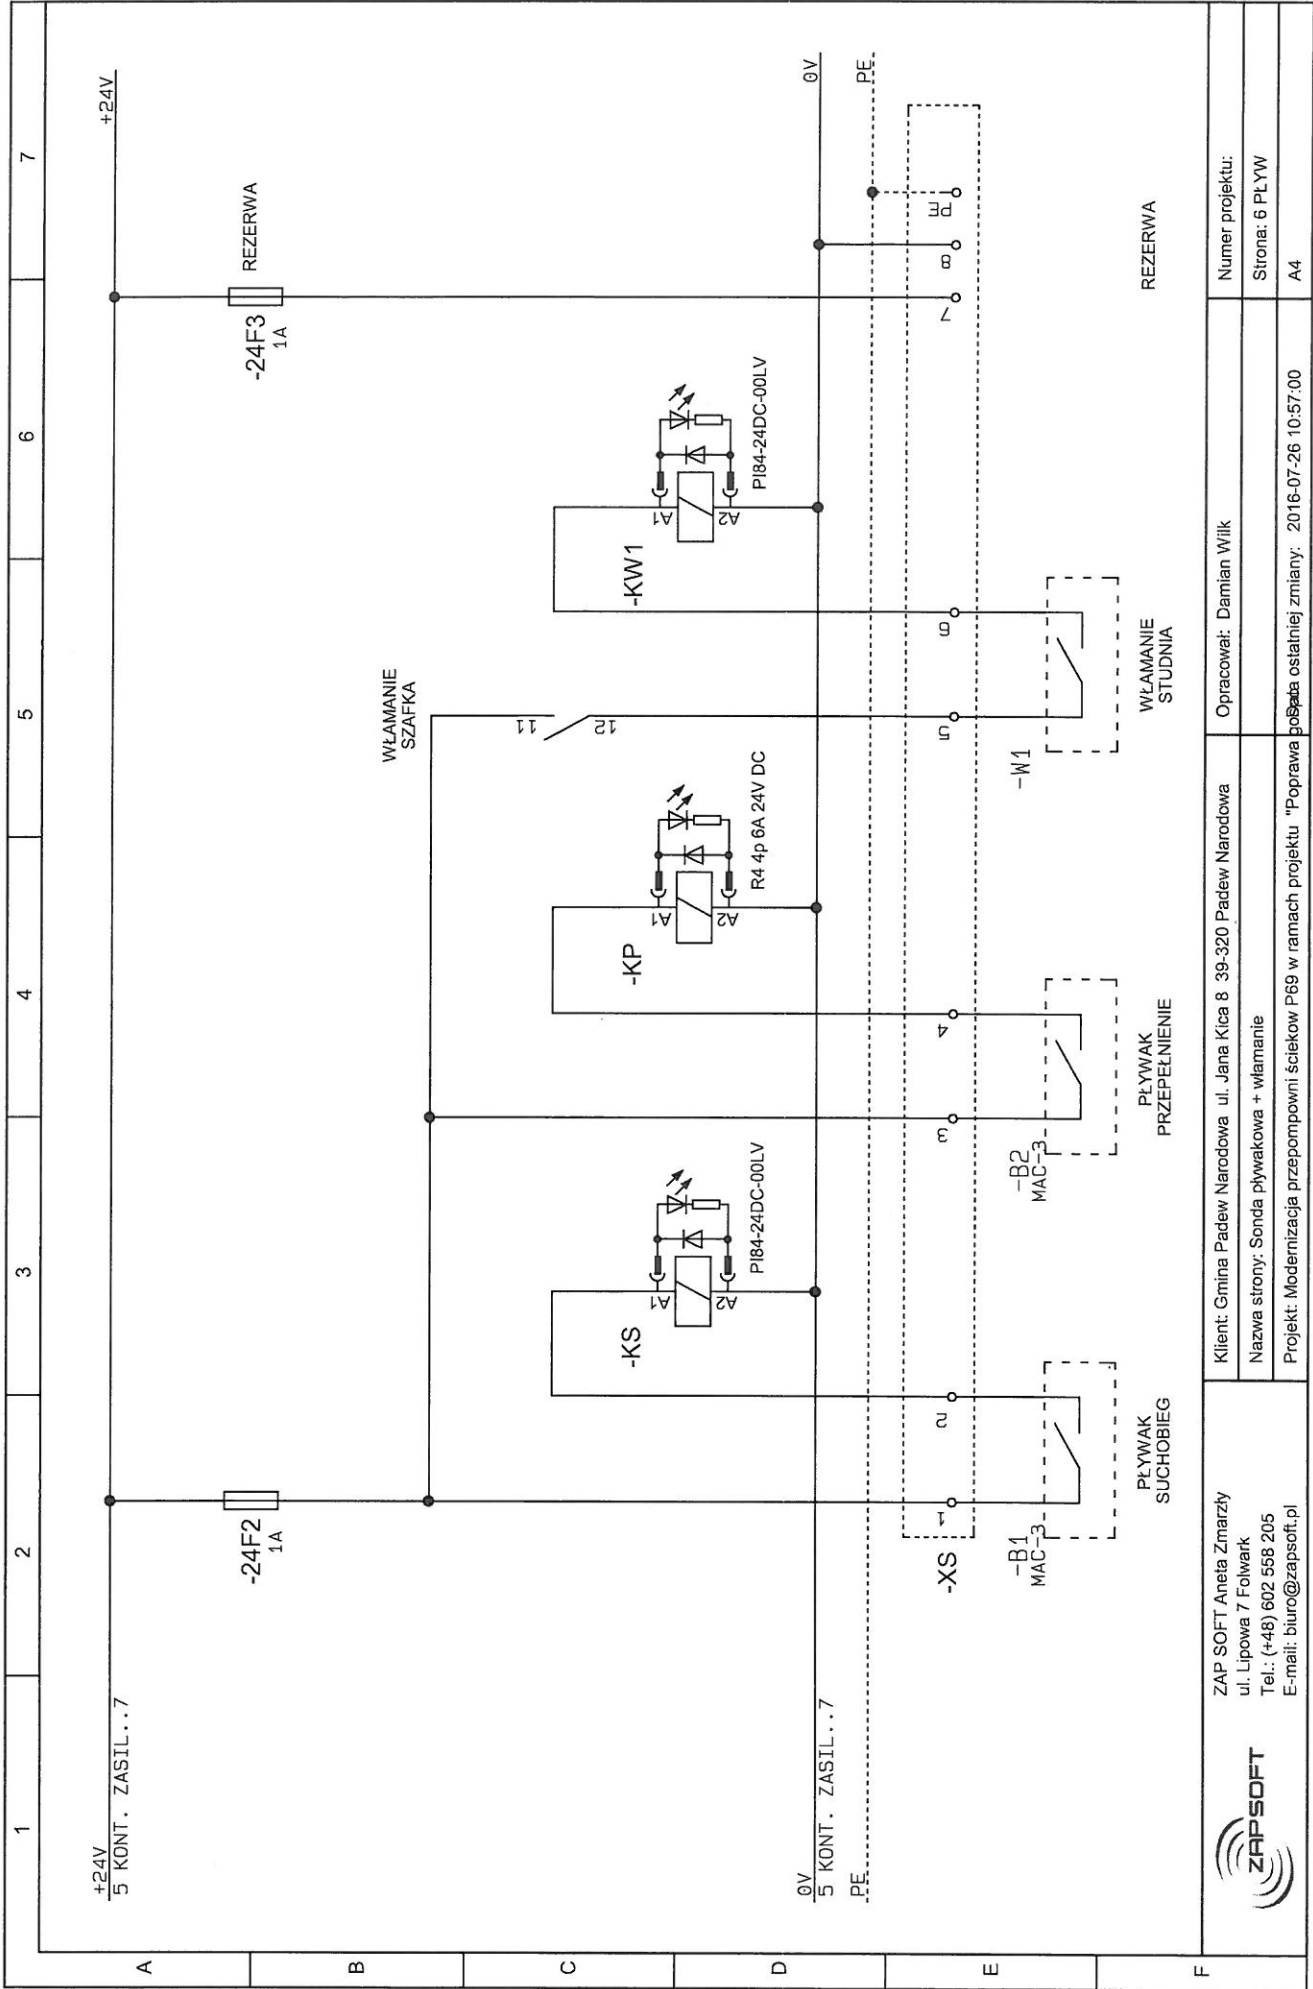 1
2
3
4
5
6
7
A
B
C
D
E
F
+24V
5 KONT. ZASIL..7
+24V
-24F2
1A
-24F3
1A
REZERWA
WŁAMANIE
SZAFKA
11
12
-KS
A1
A2
PI84-24DC-00LV
-KP
A1
A2
R4 4p 6A 24V DC
-KW1
A1
A2
PI84-24DC-00LV
0V
5 KONT. ZASIL..7
0V
PE
PE
-XS
1
2
3
4
5
6
7
8
PE
-B1
MAC-3
-B2
MAC-3
-W1
PŁYWAK
SUCHOBIEG
PŁYWAK
PRZEPEŁNIENIE
WŁAMANIE
STUDNIA
REZERWA
ZAPSOFT
ZAP SOFT Aneta Zmarzły
ul. Lipowa 7 Folwark
Tel.: (+48) 602 558 205
E-mail: biuro@zapsoft.pl
Klient: Gmina Padew Narodowa ul. Jana Kica 8 39-320 Padew Narodowa
Nazwa strony: Sonda pływakowa + włamanie
Projekt: Modernizacja przepompowni ścieków P69 w ramach projektu "Poprawa
Opracował: Damian Wilk
ostatniej zmiany: 2016-07-26 10:57:00
Numer projektu:
Strona: 6 PŁYW
A4